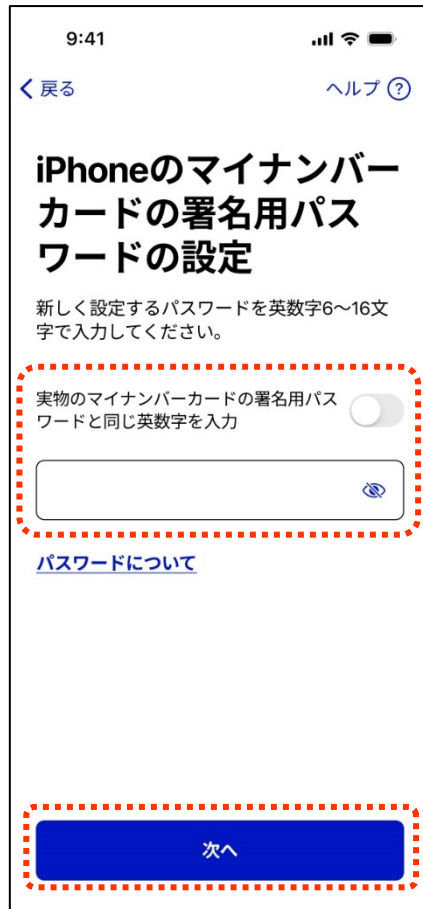 9:41
戻る
ヘルプ ?
iPhoneのマイナンバー
カードの署名用パス
ワードの設定
新しく設定するパスワードを英数字6〜16文
字で入力してください。
実物のマイナンバーカードの署名用パス
ワードと同じ英数字を入力
パスワードについて
次へ